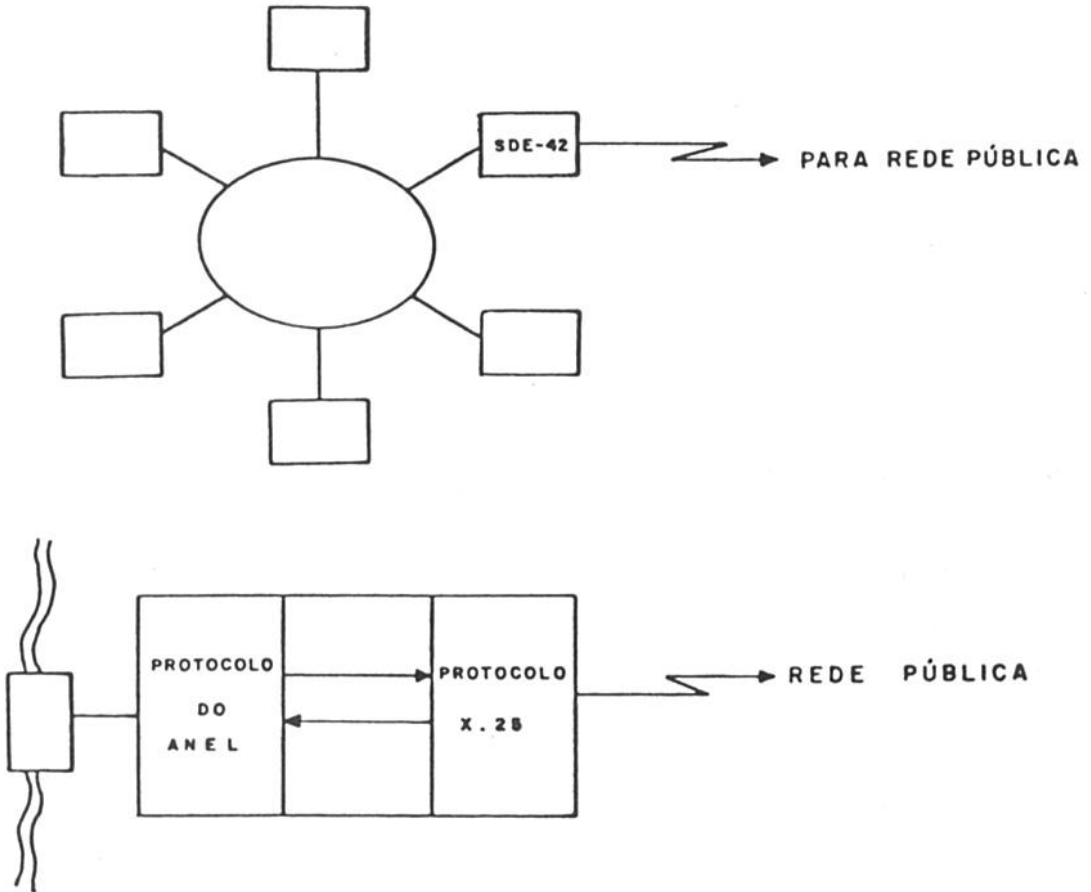 SDE-42
PARA REDE PÚBLICA
PROTOCOLO
DO
ANEL
PROTOCOLO
X.25
REDE PÚBLICA